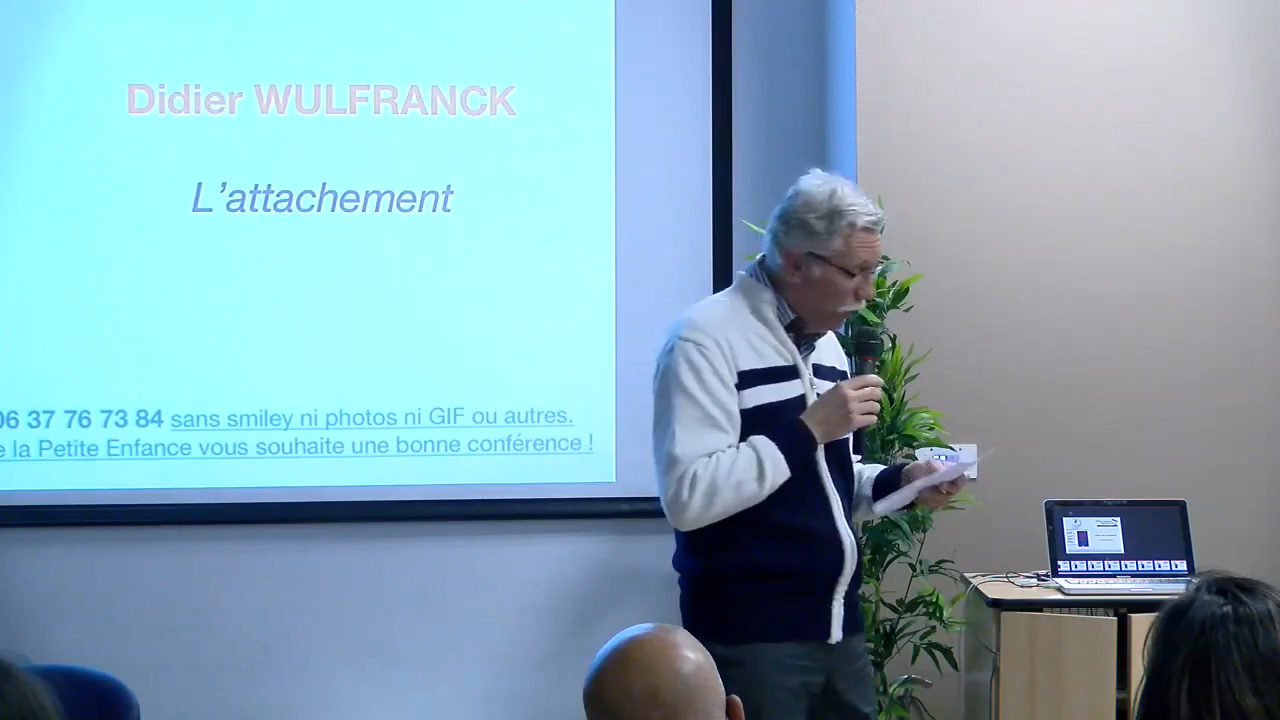 Didier WULFRANCK
L'attachement
06 37 76 73 84 sans smiley ni photos ni GIF ou autres.
e la Petite Enfance vous souhaite une bonne conférence !